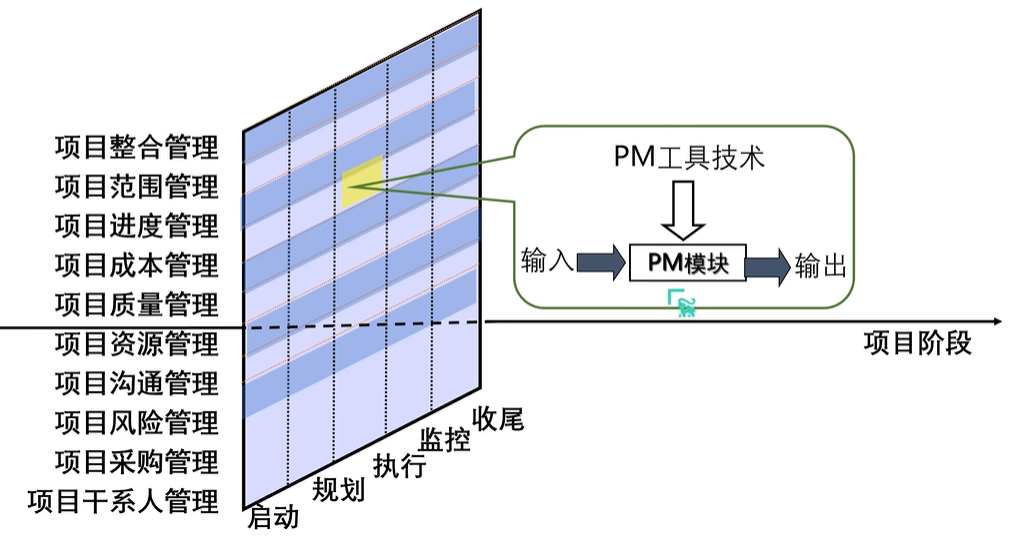 项目整合管理
项目范围管理
项目进度管理
项目成本管理
项目质量管理
项目资源管理
项目沟通管理
项目风险管理
项目采购管理
项目干系人管理
启动
规划
执行
监控
收尾
PM工具技术
输入
PM模块
输出
项目阶段